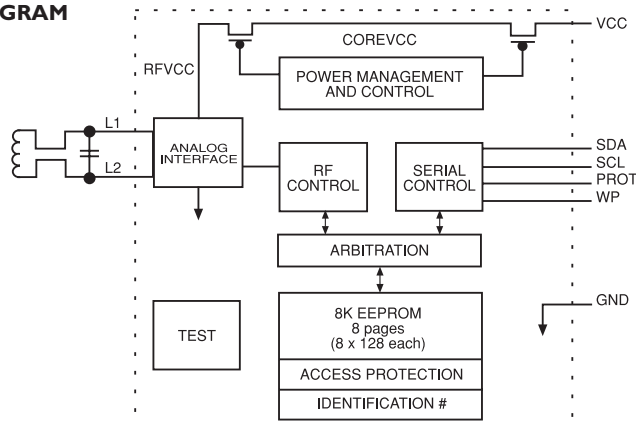 GRAM
VCC
COREVCC
RFVCC
POWER MANAGEMENT
AND CONTROL
L1
L2
ANALOG
INTERFACE
RF
CONTROL
SERIAL
CONTROL
SDA
SCL
PROT
WP
ARBITRATION
GND
TEST
8K EEPROM
8 pages
(8 x 128 each)
ACCESS PROTECTION
IDENTIFICATION #